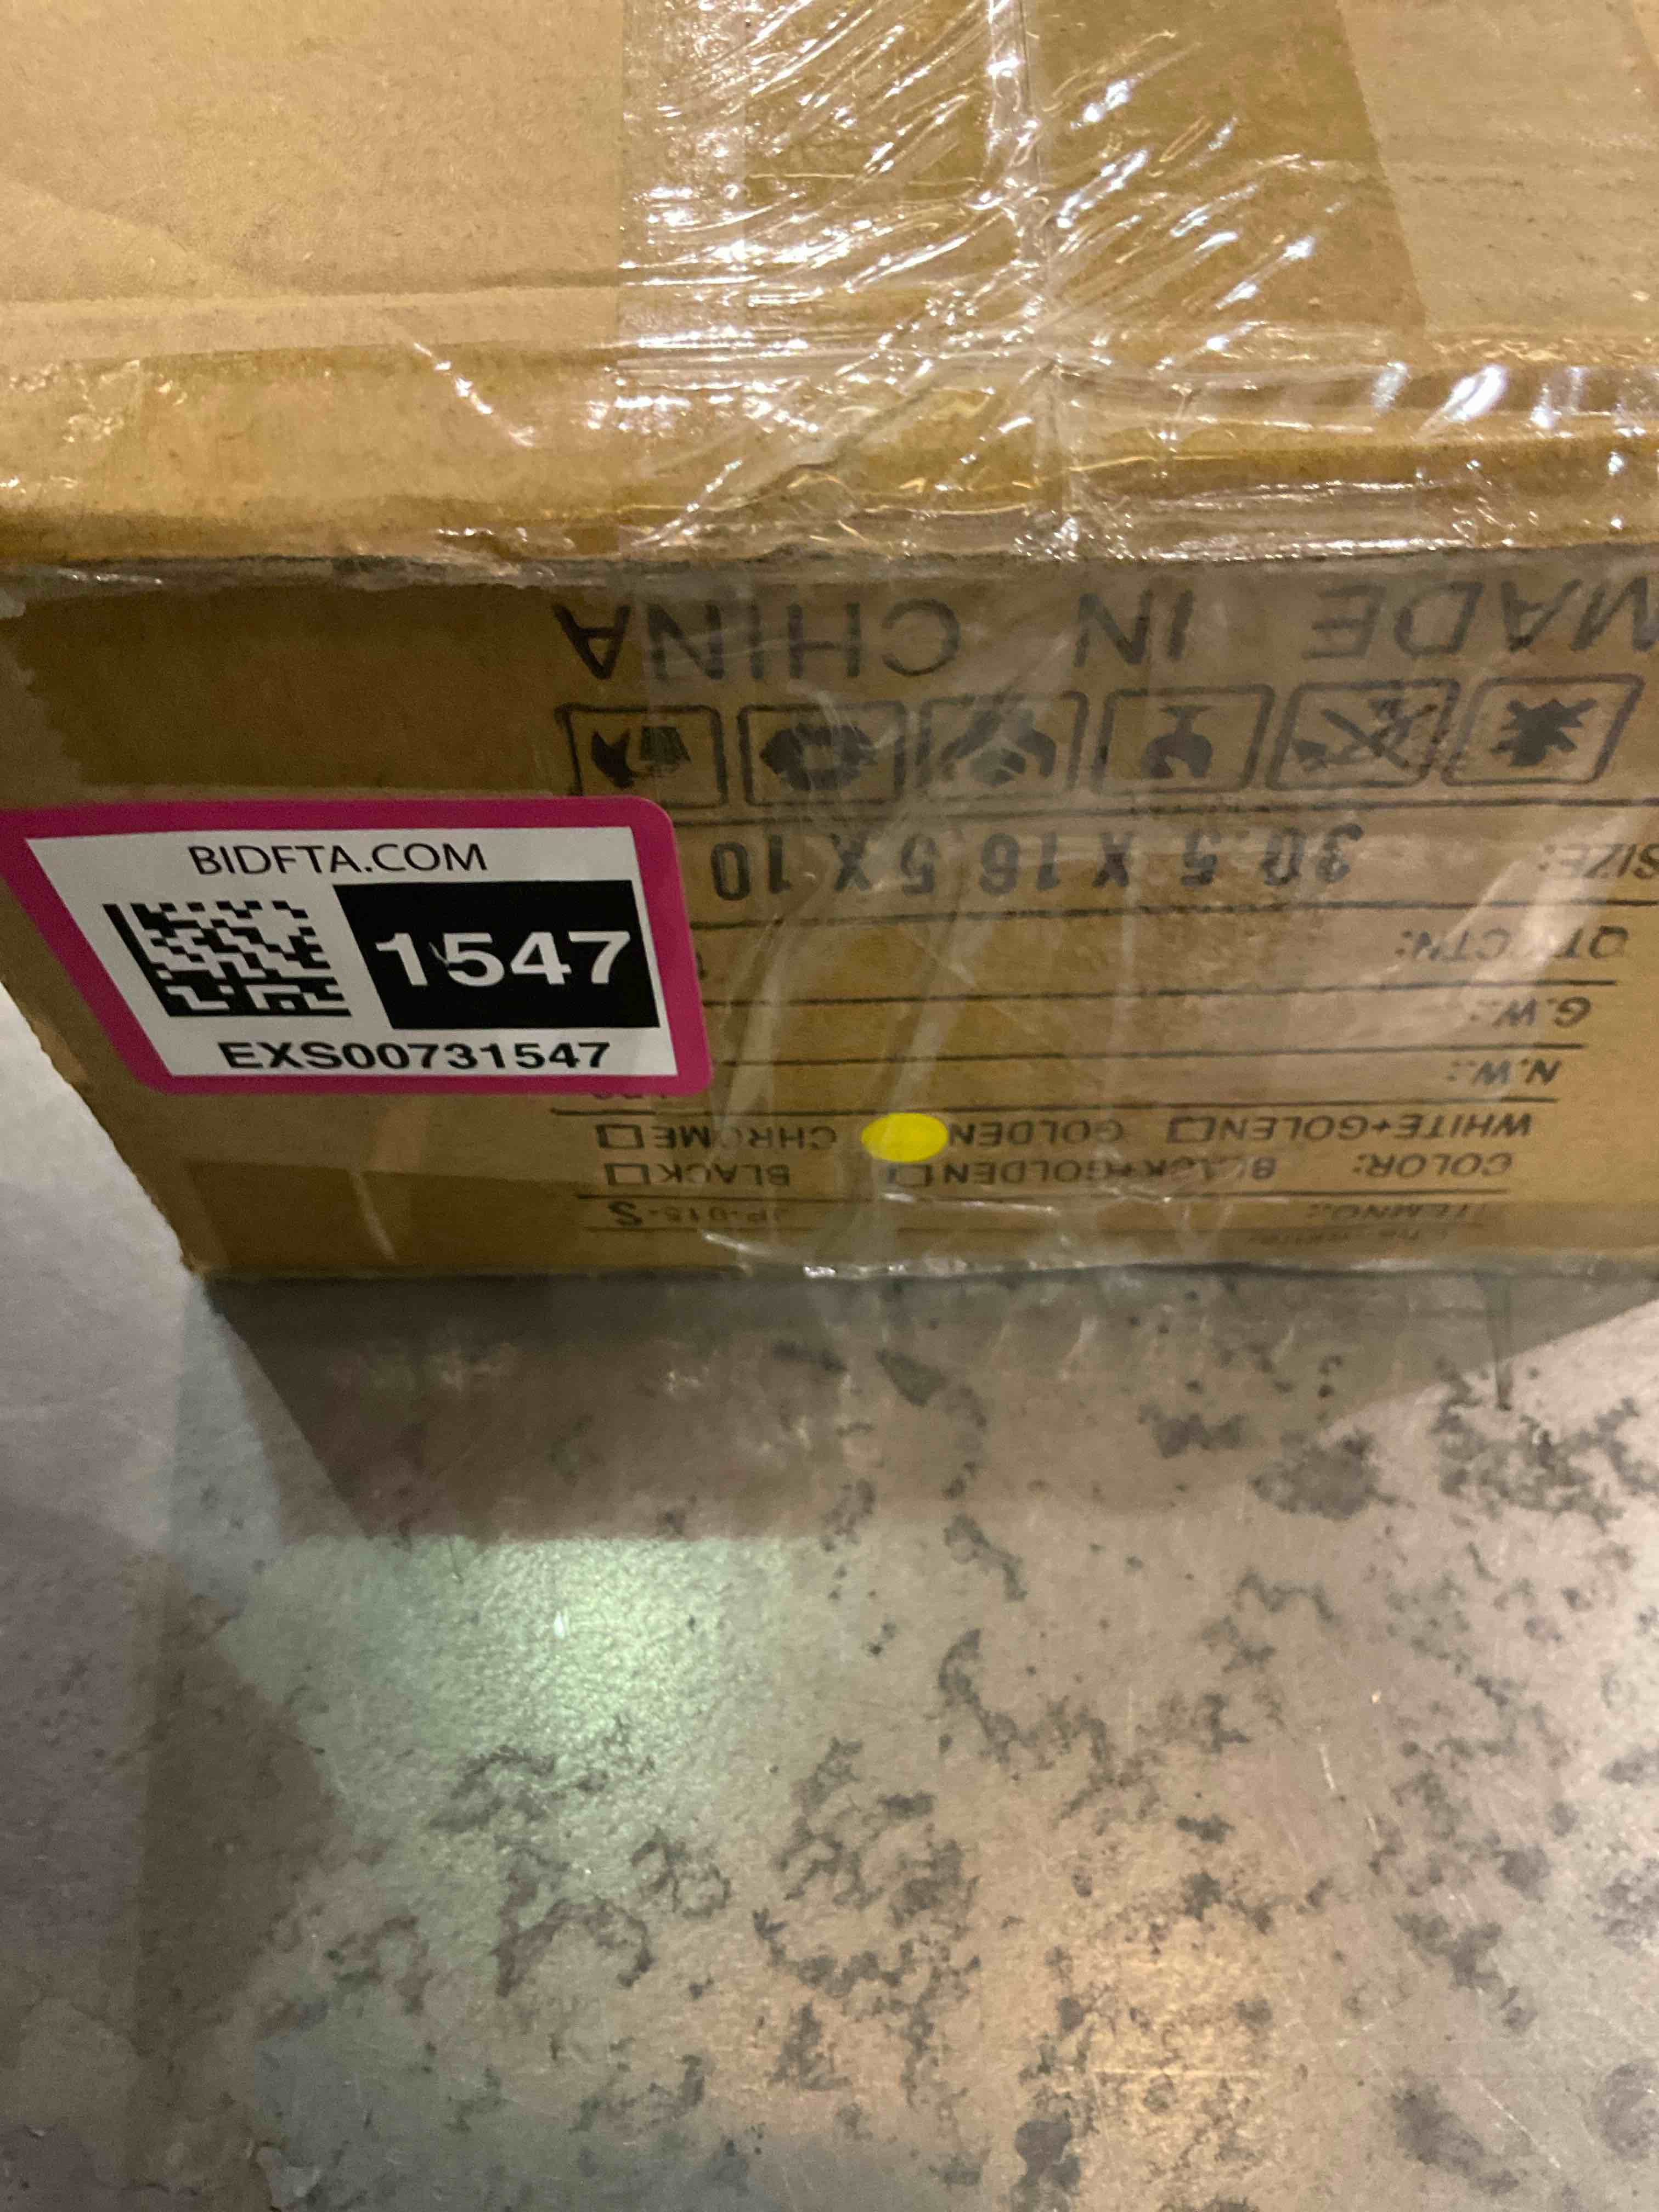 BIDFTA.COM
1547
EXS00731547
COLOR: BLACK+GOLDEN BLACK
WHITE+GOLEN GOLDEN CHROME
N.W.:
G.W.:
QTY/CTN:
SIZE: 30.5 X 16.5 X 10
MADE IN CHINA